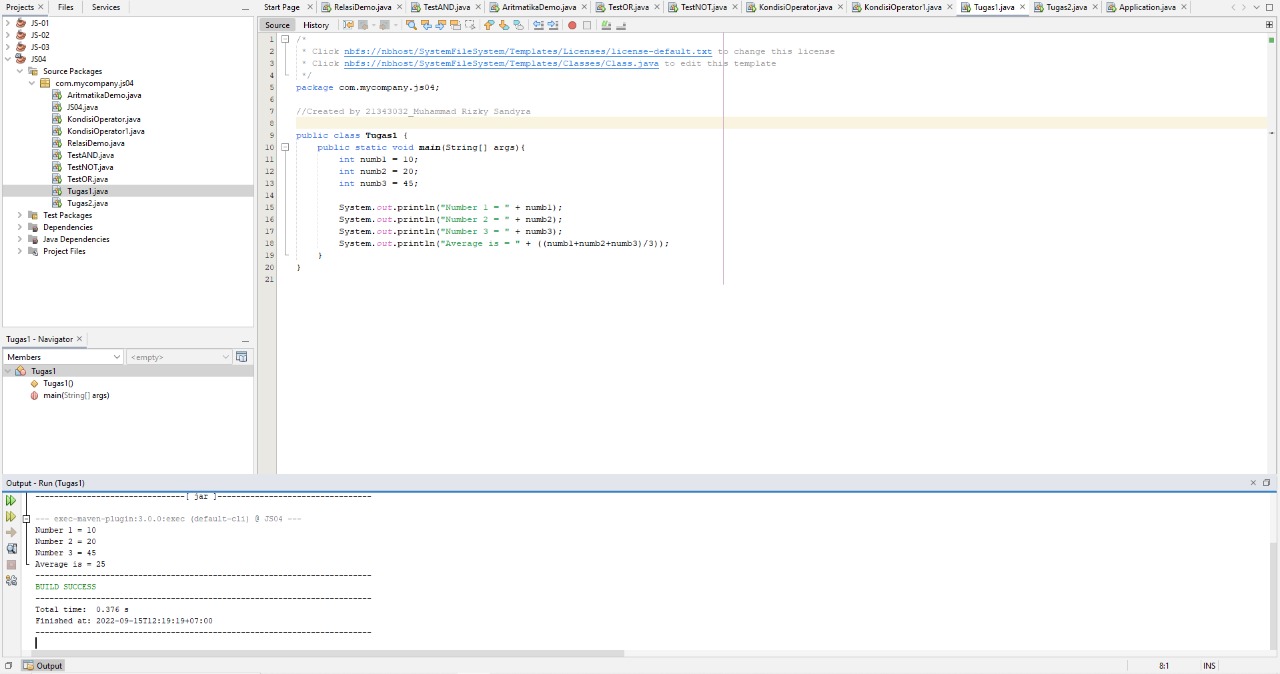 Projects Files Services
Start Page RelasiDemo.java TestAND.java AritmatikaDemo.java TestOR.java TestNOT.java KondisiOperator.java KondisiOperator1.java Tugas1.java Tugas2.java Application.java
JS-01
JS-02
JS-03
JS04
Source Packages
com.mycompany.js04
AritmatikaDemo.java
JS04.java
KondisiOperator.java
KondisiOperator1.java
RelasiDemo.java
TestAND.java
TestNOT.java
TestOR.java
Tugas1.java
Tugas2.java
Test Packages
Dependencies
Java Dependencies
Project Files
Tugas1 - Navigator
Members <empty>
Tugas1
Tugas1()
main(String[] args)
Source History
1 /*
2 * Click nbfs://nbhost/SystemFileSystem/Templates/Licenses/license-default.txt to change this license
3 * Click nbfs://nbhost/SystemFileSystem/Templates/Classes/Class.java to edit this template
4 */
5 package com.mycompany.js04;
6
7 //Created by 21343032_Muhammad Rizky Sandyra
8
9 public class Tugas1 {
10 public static void main(String[] args){
11 int numb1 = 10;
12 int numb2 = 20;
13 int numb3 = 45;
14
15 System.out.println("Number 1 = " + numb1);
16 System.out.println("Number 2 = " + numb2);
17 System.out.println("Number 3 = " + numb3);
18 System.out.println("Average is = " + ((numb1+numb2+numb3)/3));
19 }
20 }
21
Output - Run (Tugas1)
--------------------------------[ jar ]---------------------------------
--- exec-maven-plugin:3.0.0:exec (default-cli) @ JS04 ---
Number 1 = 10
Number 2 = 20
Number 3 = 45
Average is = 25
------------------------------------------------------------------------
BUILD SUCCESS
------------------------------------------------------------------------
Total time:  0.376 s
Finished at: 2022-09-15T12:19:19+07:00
------------------------------------------------------------------------
Output 8:1 INS